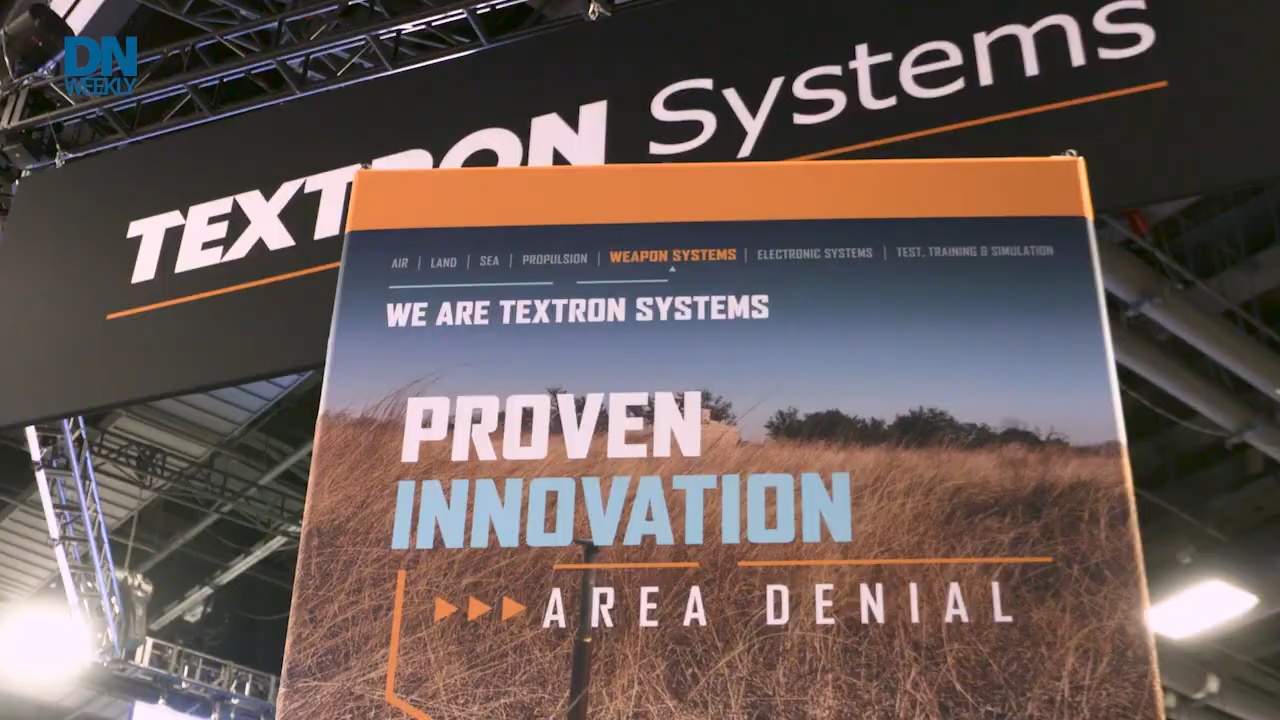 DN
WEEKLY
TEXTRON Systems
AIR | LAND | SEA | PROPULSION | WEAPON SYSTEMS | ELECTRONIC SYSTEMS | TEST, TRAINING & SIMULATION
WE ARE TEXTRON SYSTEMS
PROVEN
INNOVATION
AREA DENIAL